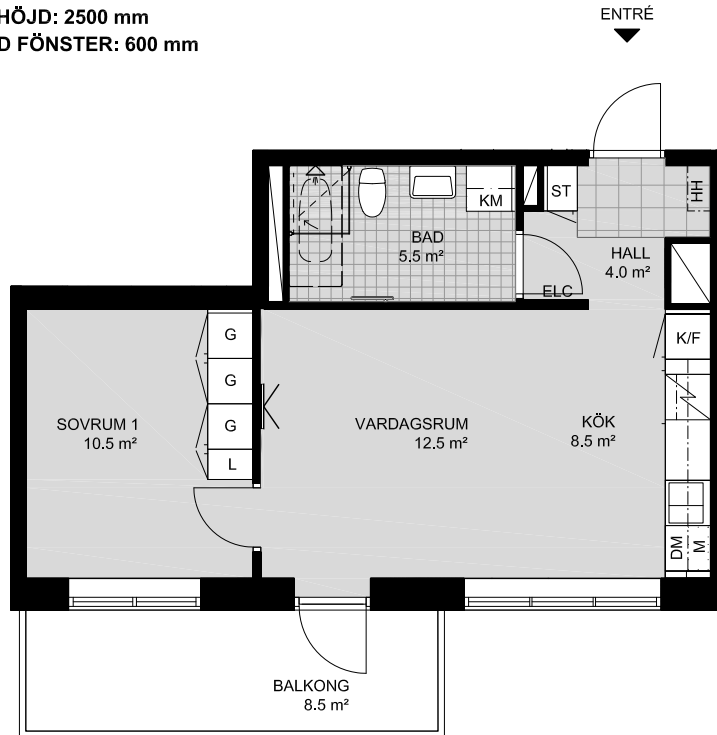 HÖJD: 2500 mm
D FÖNSTER: 600 mm
ENTRÉ
ST
HH
KM
BAD
5.5 m²
HALL
4.0 m²
ELC
G
K/F
G
SOVRUM 1
10.5 m²
G
VARDAGSRUM
12.5 m²
KÖK
8.5 m²
L
DM
M
BALKONG
8.5 m²